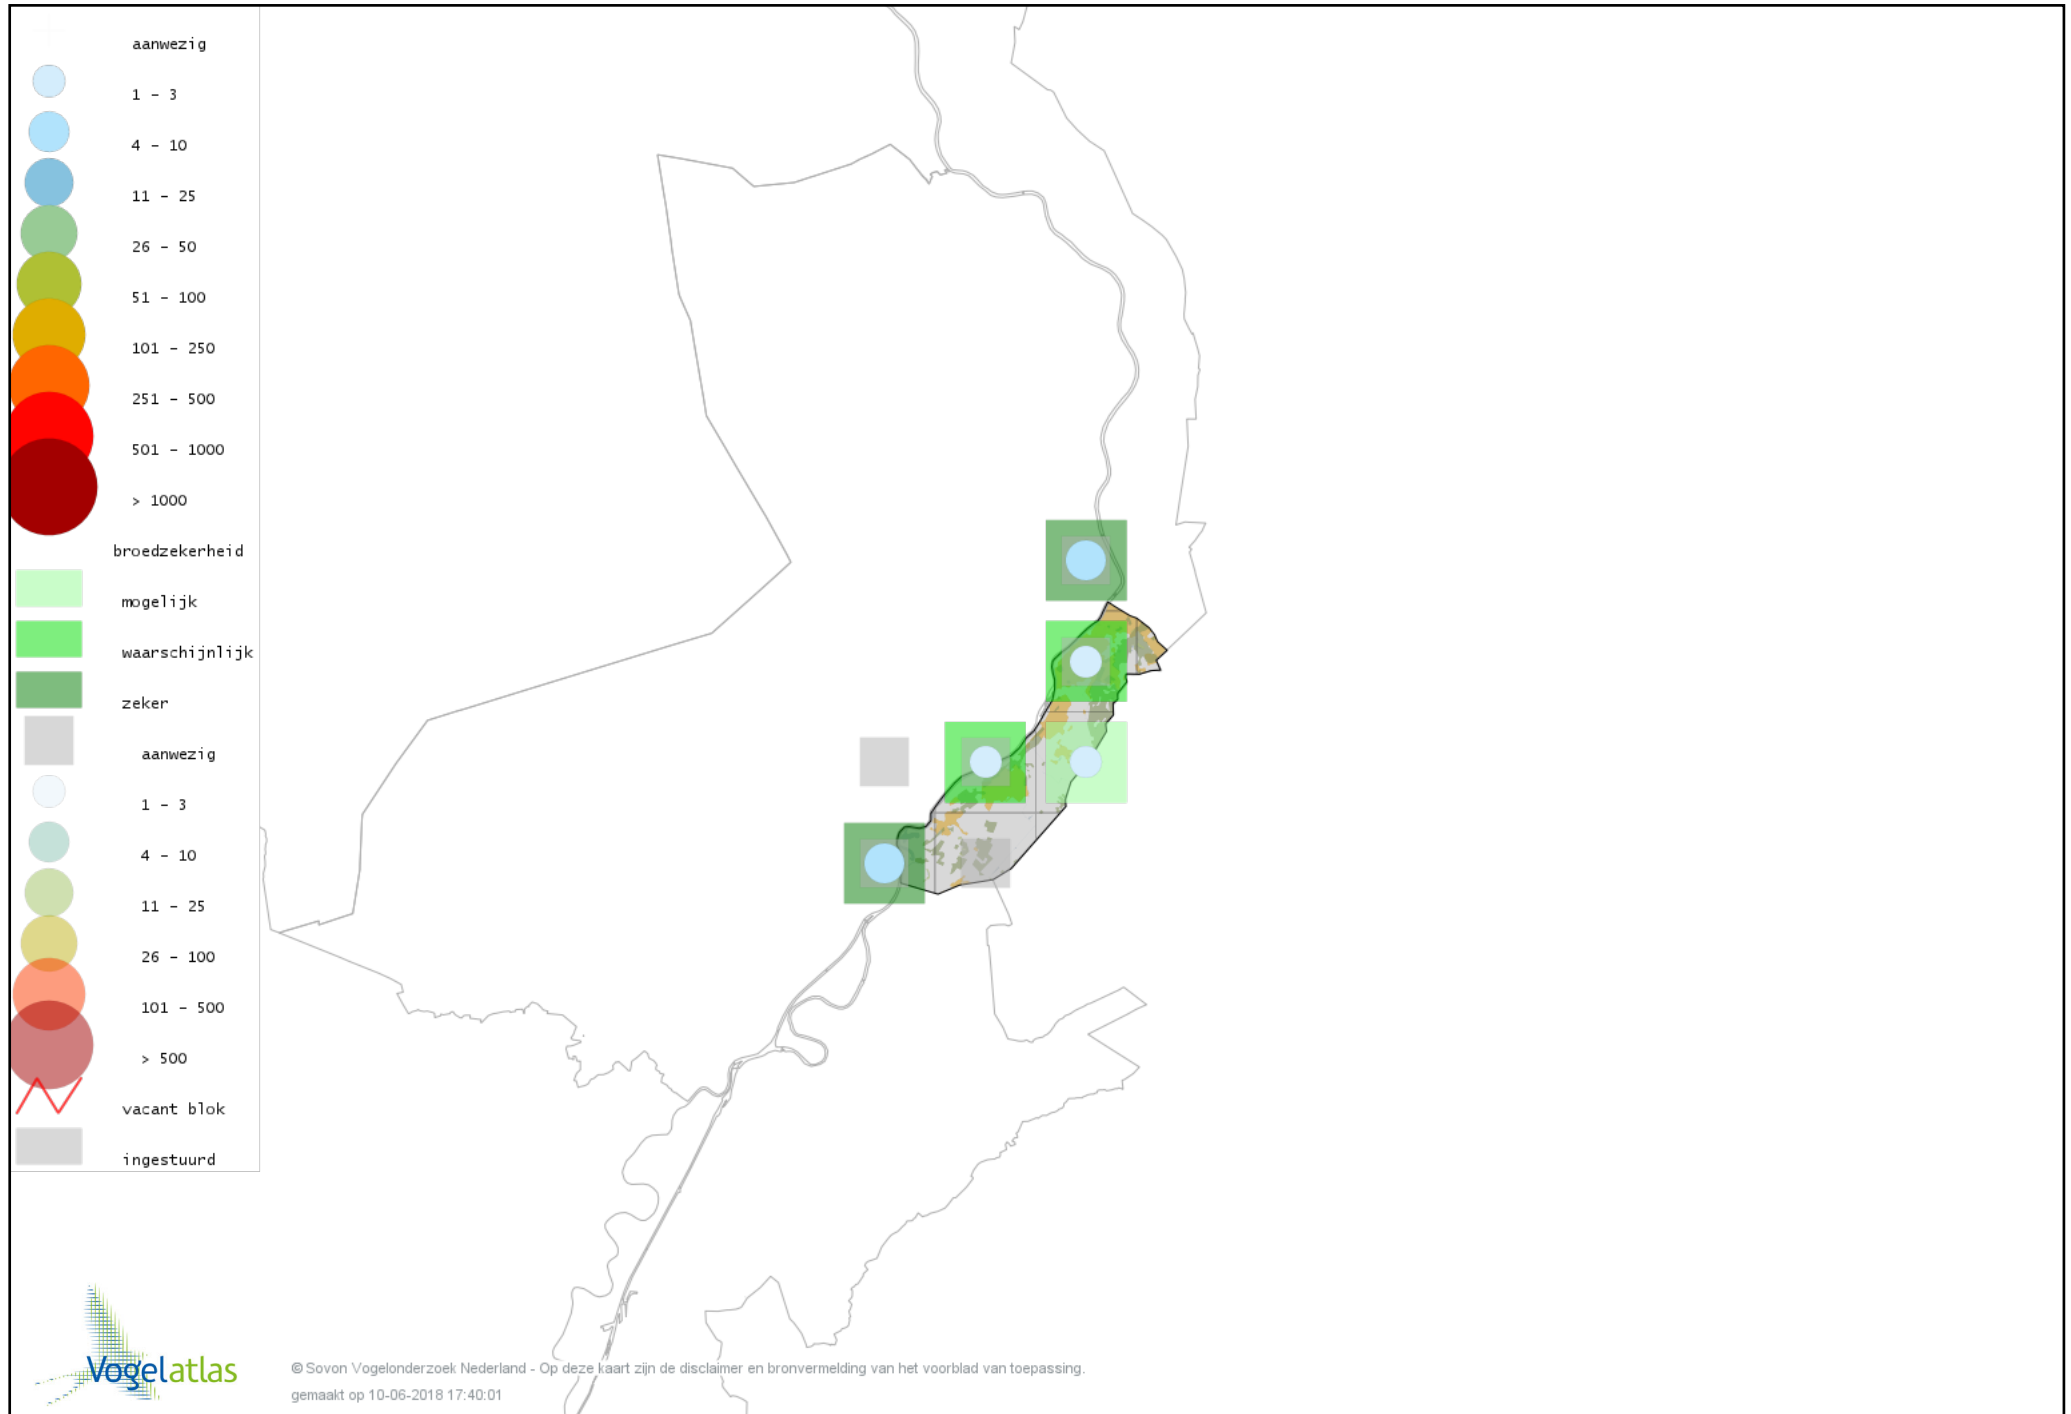 aanwezig
1 - 3
4 - 10
11 - 25
26 - 50
51 - 100
101 - 250
251 - 500
501 - 1000
> 1000
broedzekerheid
mogelijk
waarschijnlijk
zeker
aanwezig
1 - 3
4 - 10
11 - 25
26 - 100
101 - 500
> 500
vacant blok
ingestuurd
Vogelatlas
© Sovon Vogelonderzoek Nederland - Op deze kaart zijn de disclaimer en bronvermelding van het voorblad van toepassing.
gemaakt op 10-06-2018 17:40:01